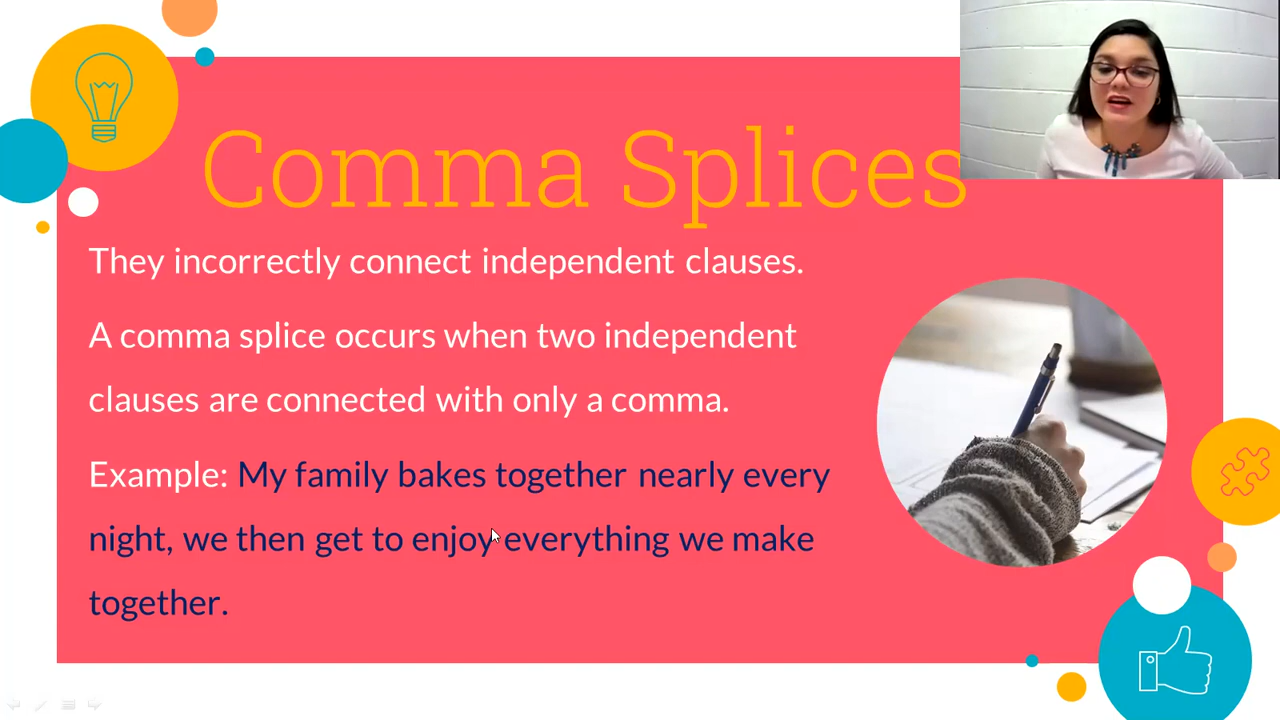 Comma Splices
They incorrectly connect independent clauses.
A comma splice occurs when two independent
clauses are connected with only a comma.
Example: My family bakes together nearly every
night, we then get to enjoy everything we make
together.